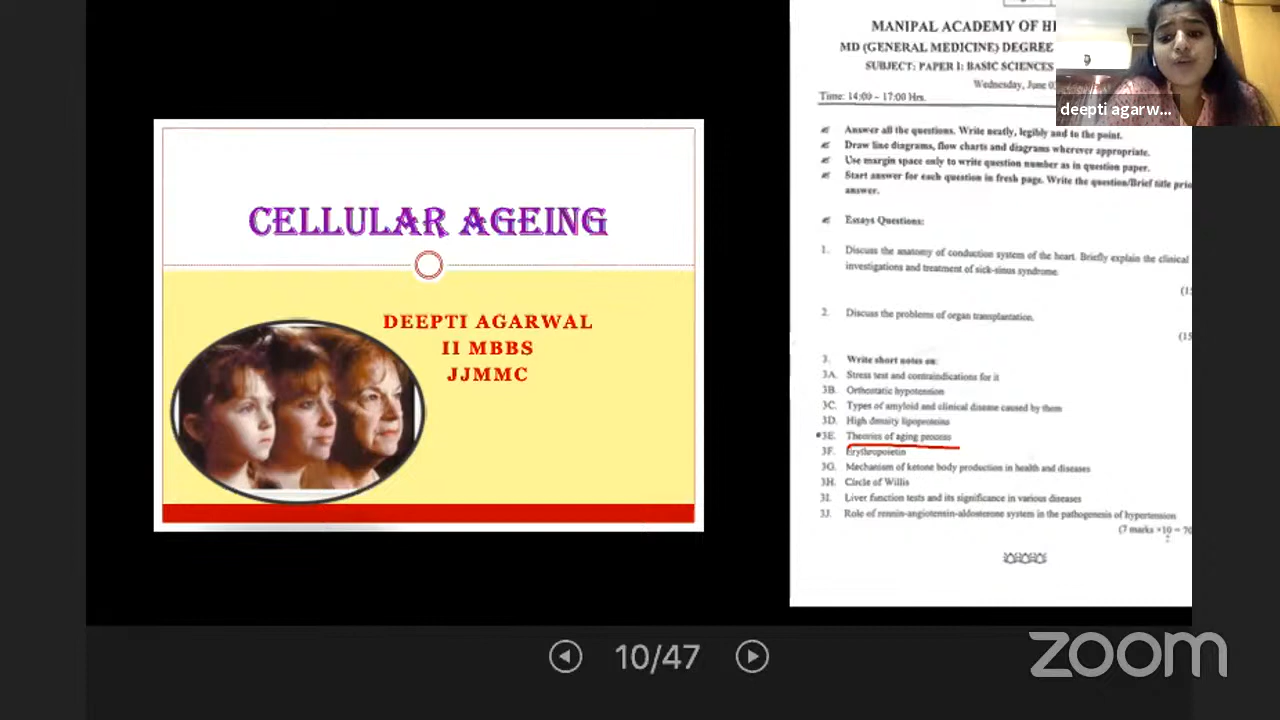 CELLULAR AGEING
DEEPTI AGARWAL
II MBBS
JJMMC
MANIPAL ACADEMY OF
MD (GENERAL MEDICINE) DEGREE
SUBJECT: PAPER I: BASIC SCIENCES
Wednesday, June
Time: 14:00 – 17:00 Hrs.
Answer all the questions. Write neatly, legibly and to the point.
Draw line diagrams, flow charts and diagrams wherever appropriate.
Use margin space only to write question number as in question paper.
Start answer for each question in fresh page. Write the question/Brief title
answer.
Essays Questions:
1. Discuss the anatomy of conduction system of the heart. Briefly explain the clinical
investigations and treatment of sick-sinus syndrome.
2. Discuss the problems of organ transplantation.
3. Write short notes on:
3A. Stress test and contraindications for it
3B. Orthostatic hypotension
3C. Types of amyloid and clinical disease caused by them
3D. High density lipoproteins
3E. Theories of aging process
3F. Erythropoietin
3G. Mechanism of ketone body production in health and diseases
3H. Circle of Willis
3I. Liver function tests and its significance in various diseases
3J. Role of rennin-angiotensin-aldosterone system in the pathogenesis of hypertension
(7 marks ×10 =
deepti agarw...
10/47
zoom